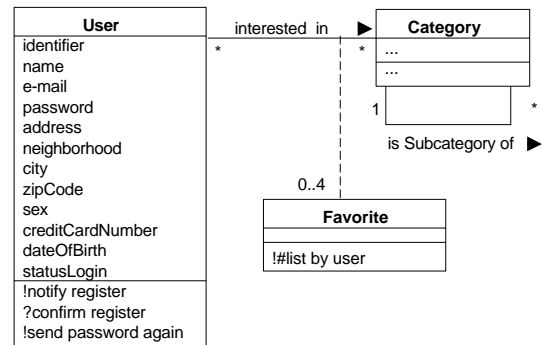 User
identifier
name
e-mail
password
address
neighborhood
city
zipCode
sex
creditCardNumber
dateOfBirth
statusLogin
!notify register
?confirm register
!send password again
interested in ▶
*
*
Category
...
...
1
*
is Subcategory of ▶
0..4
Favorite
!#list by user